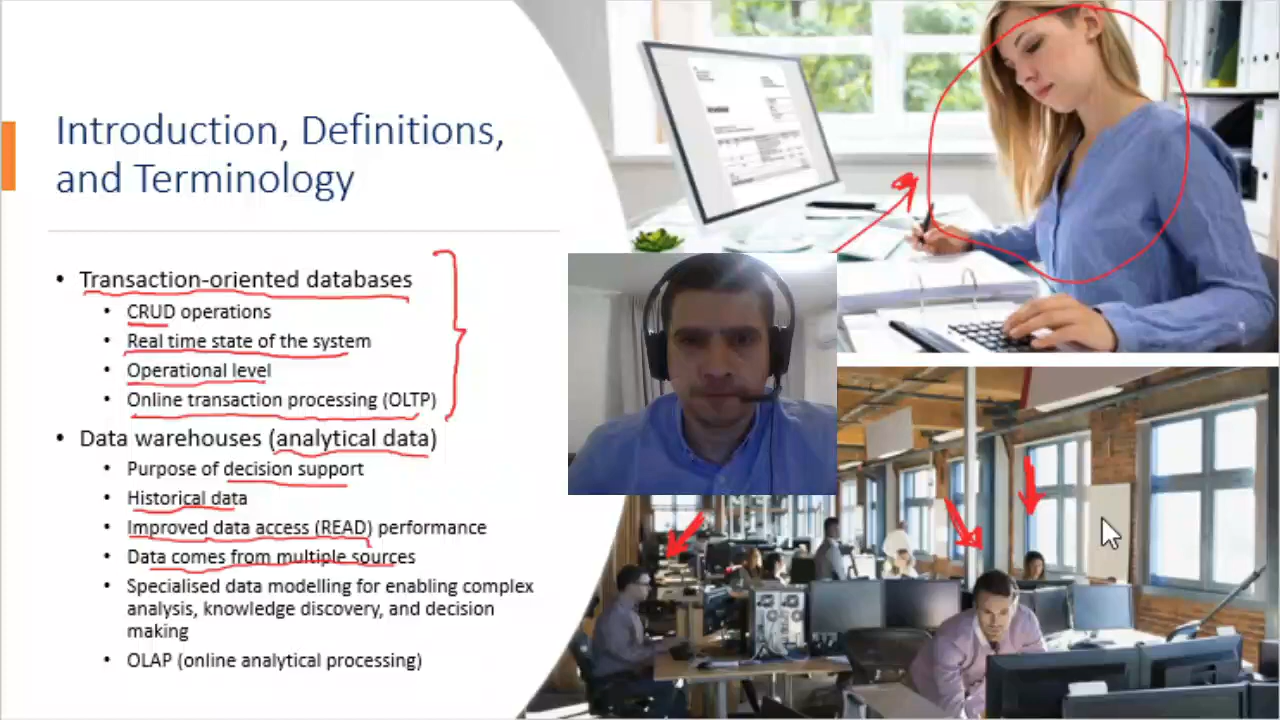 Introduction, Definitions,
and Terminology
• Transaction-oriented databases
• CRUD operations
• Real time state of the system
• Operational level
• Online transaction processing (OLTP)
• Data warehouses (analytical data)
• Purpose of decision support
• Historical data
• Improved data access (READ) performance
• Data comes from multiple sources
• Specialised data modelling for enabling complex
analysis, knowledge discovery, and decision
making
• OLAP (online analytical processing)